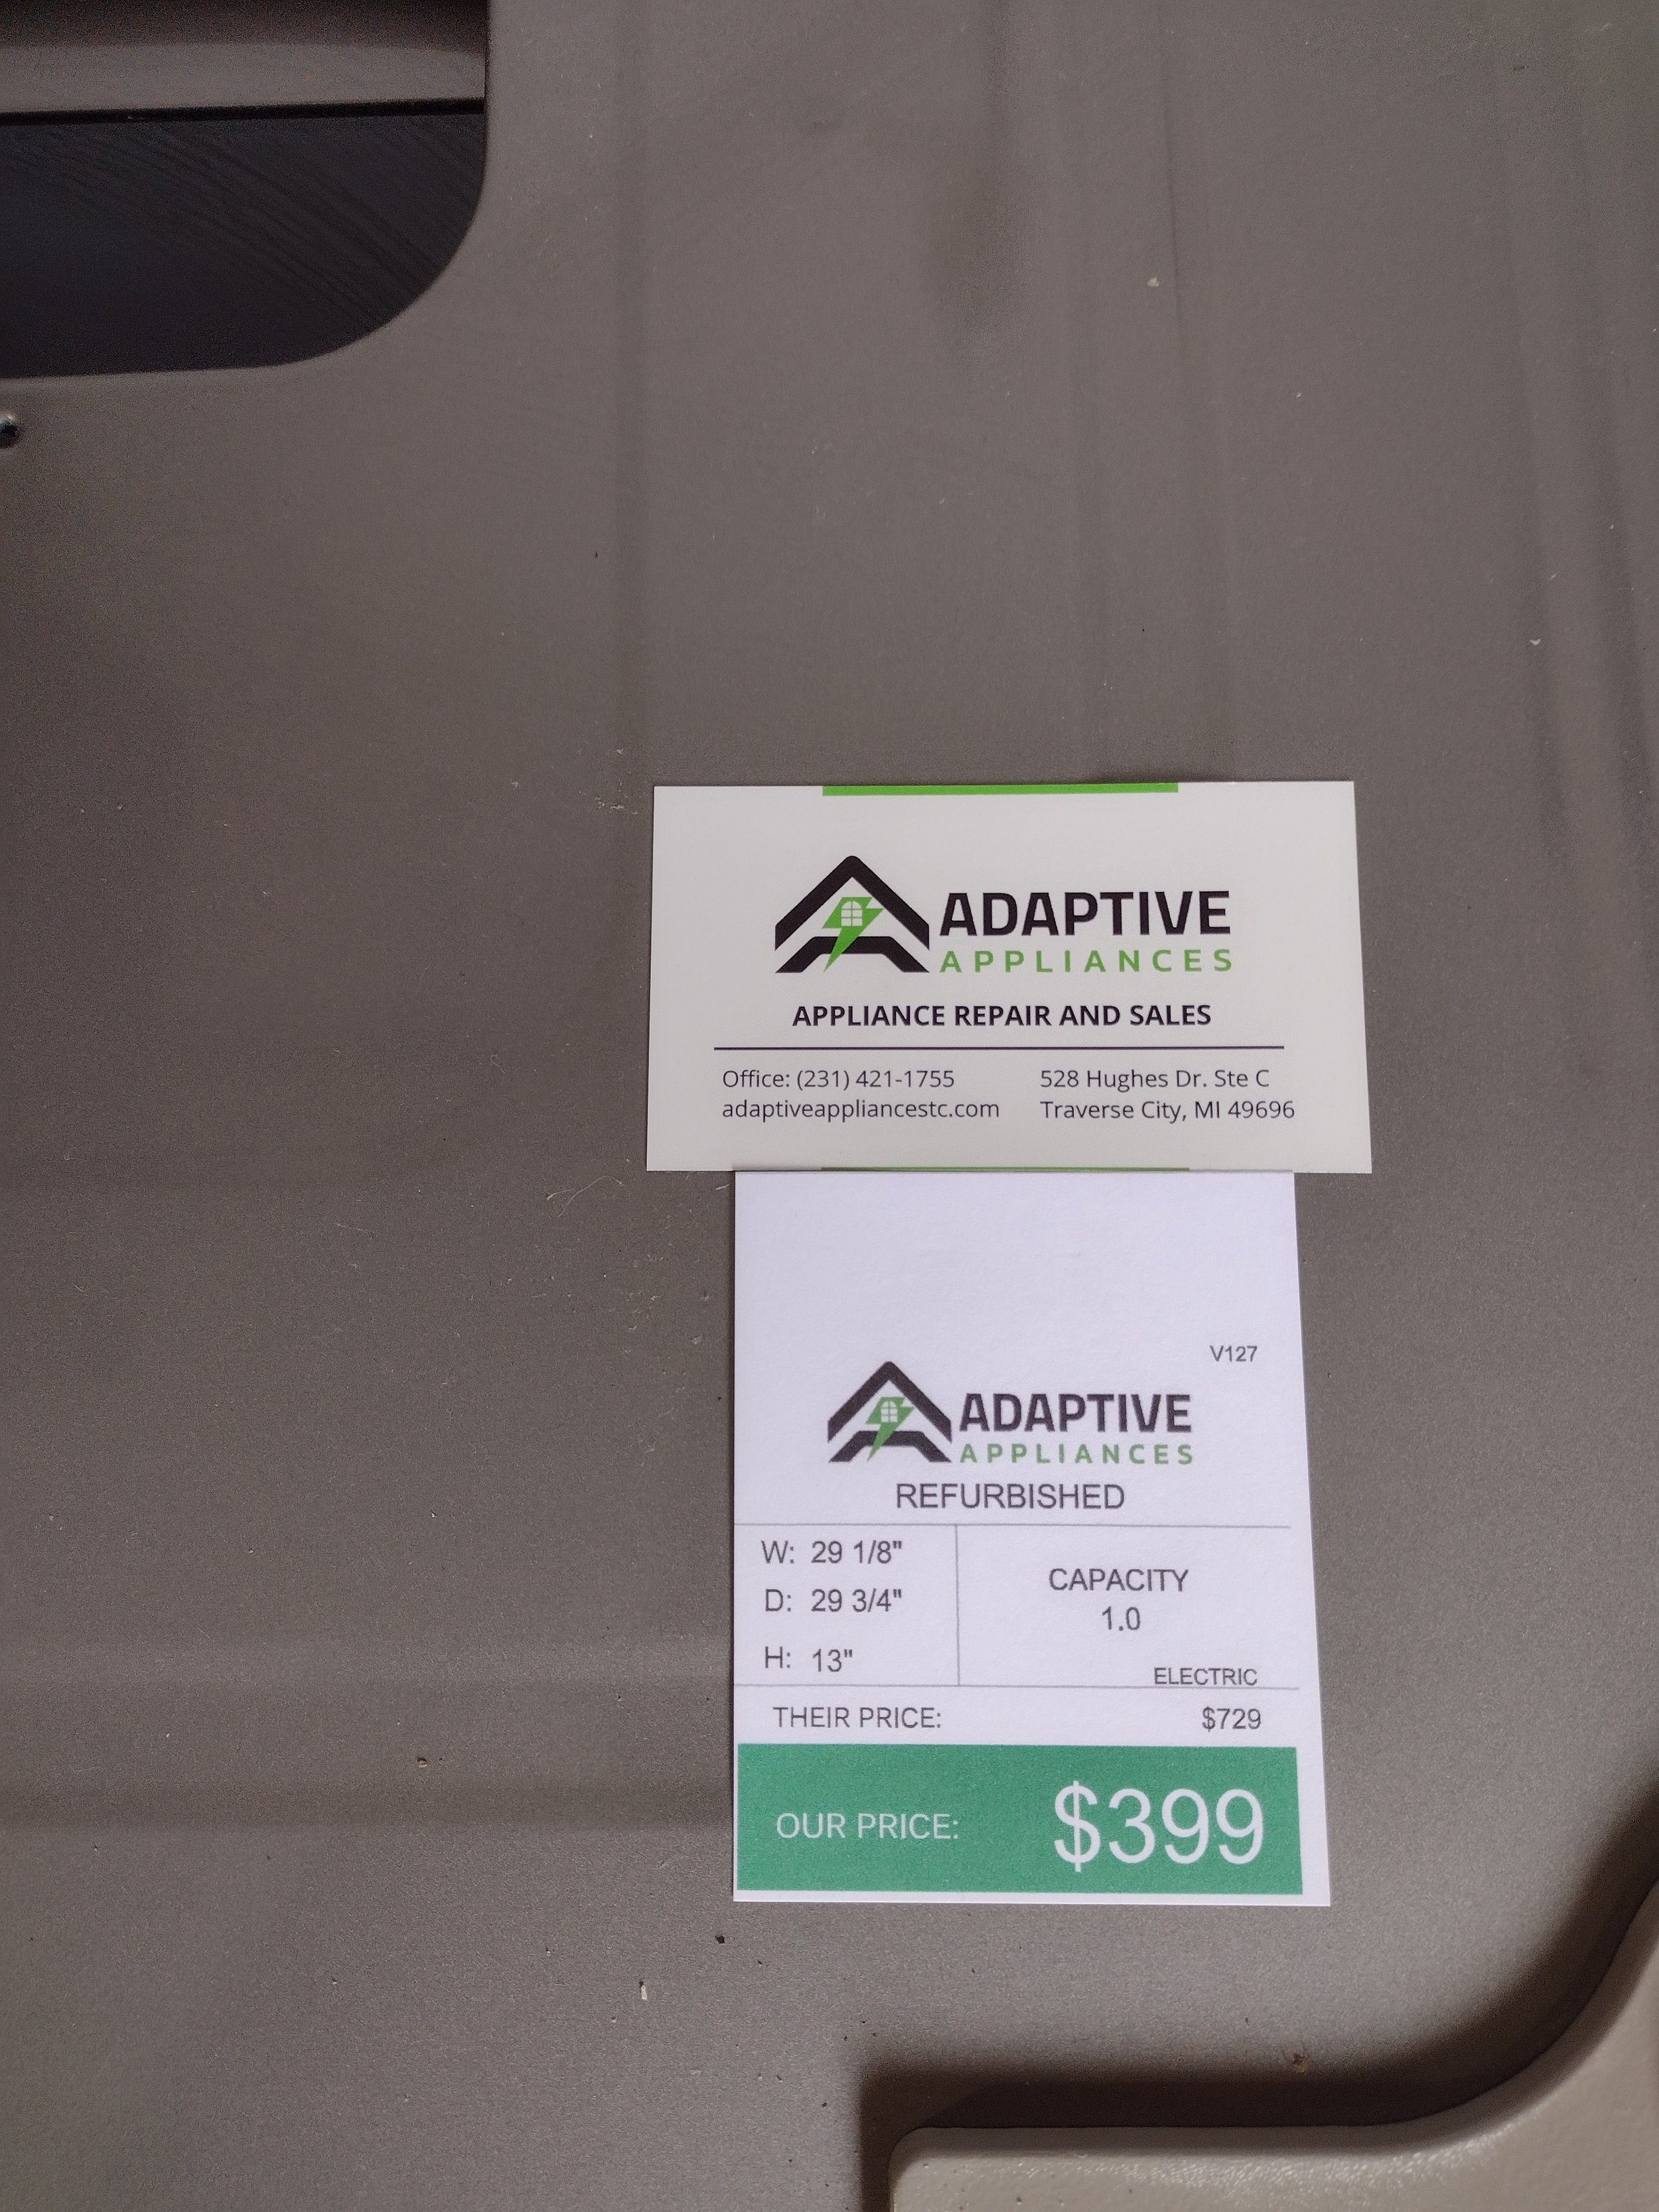 ADAPTIVE
APPLIANCES
APPLIANCE REPAIR AND SALES
Office: (231) 421-1755
adaptiveappliancestc.com
528 Hughes Dr. Ste C
Traverse City, MI 49696
V127
ADAPTIVE
APPLIANCES
REFURBISHED
W: 29 1/8"
D: 29 3/4"
H: 13"
CAPACITY
1.0
ELECTRIC
THEIR PRICE: $729
OUR PRICE: $399